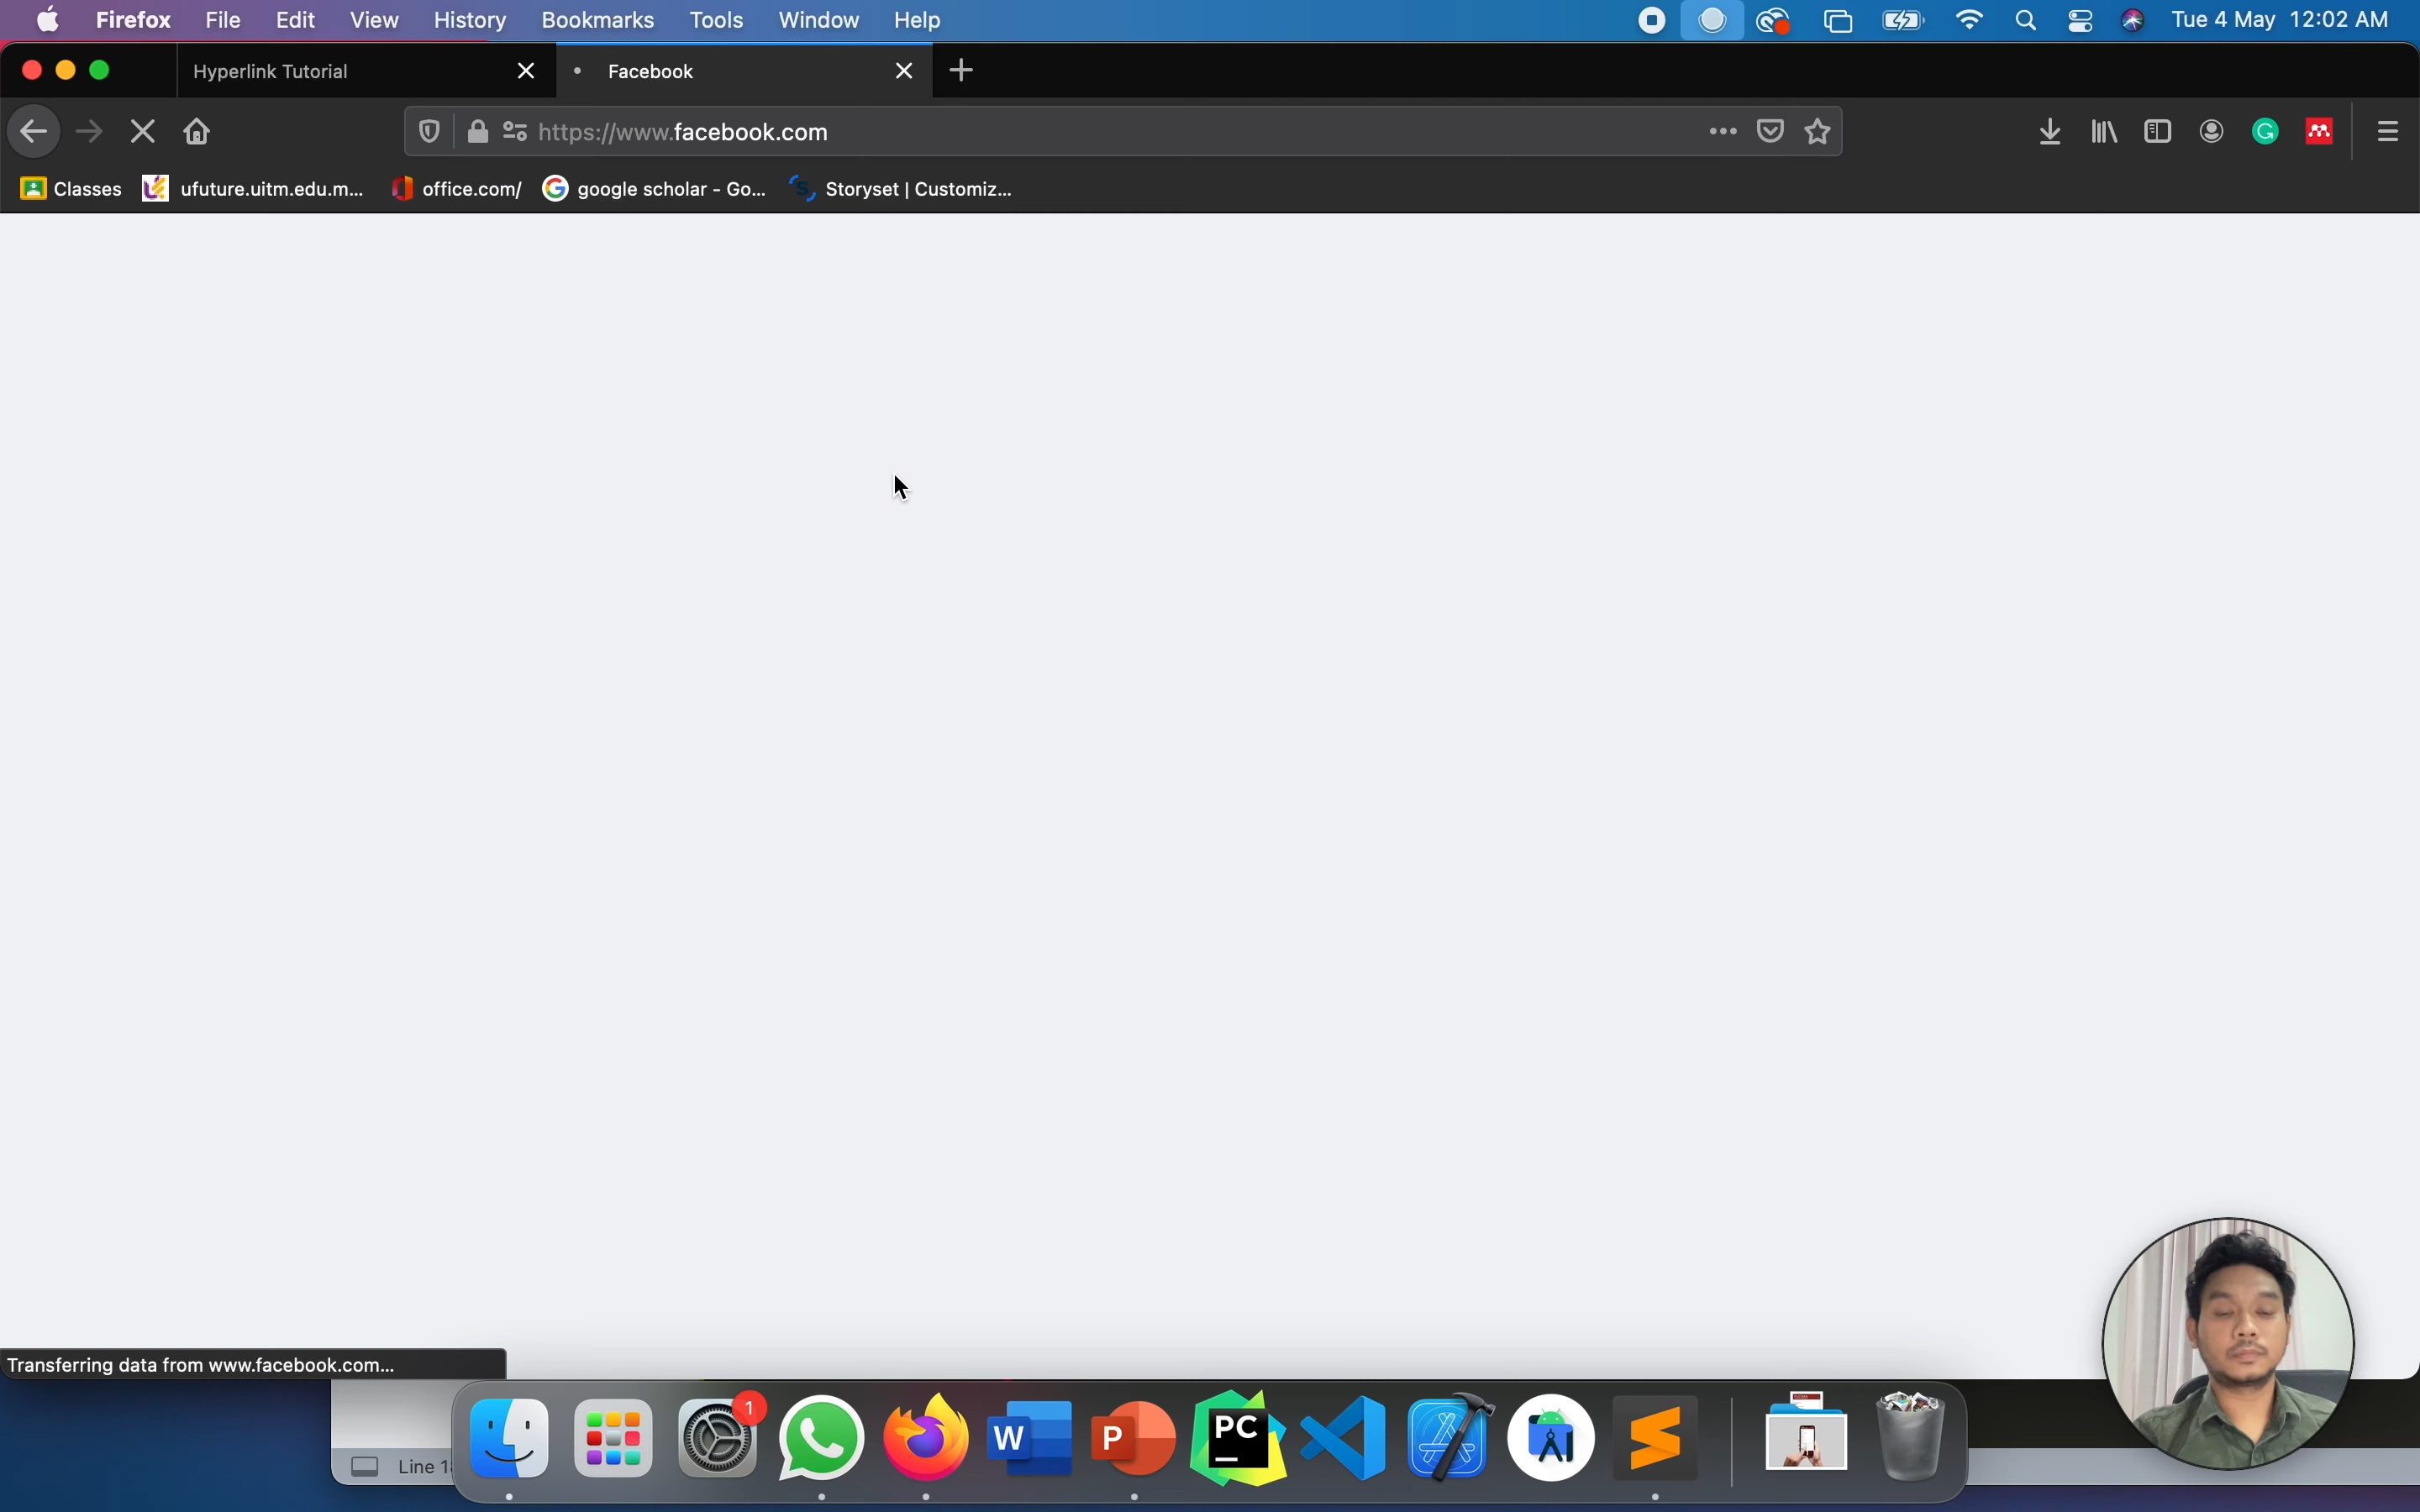 Firefox File Edit View History Bookmarks Tools Window Help Tue 4 May 12:02 AM
Hyperlink Tutorial Facebook
https://www.facebook.com
Classes ufuture.uitm.edu.m... office.com/ google scholar - Go... Storyset | Customiz...
Transferring data from www.facebook.com...
1
W P PC
Line